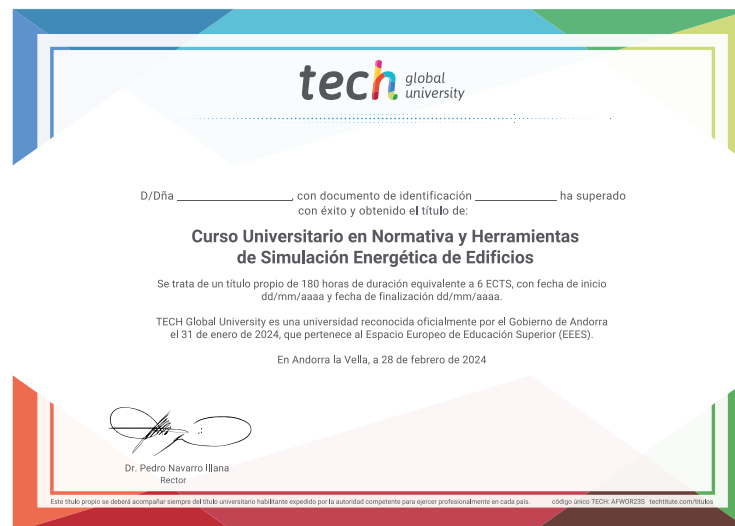 tech global
university
D/Dña ____________________, con documento de identificación ______________ ha superado
con éxito y obtenido el título de:
Curso Universitario en Normativa y Herramientas
de Simulación Energética de Edificios
Se trata de un título propio de 180 horas de duración equivalente a 6 ECTS, con fecha de inicio
dd/mm/aaaa y fecha de finalización dd/mm/aaaa.
TECH Global University es una universidad reconocida oficialmente por el Gobierno de Andorra
el 31 de enero de 2024, que pertenece al Espacio Europeo de Educación Superior (EEES).
En Andorra la Vella, a 28 de febrero de 2024
Dr. Pedro Navarro Illana
Rector
Este título propio se deberá acompañar siempre del título universitario habilitante expedido por la autoridad competente para ejercer profesionalmente en cada país. código único TECH: AFWOR23S techtitute.com/titulos